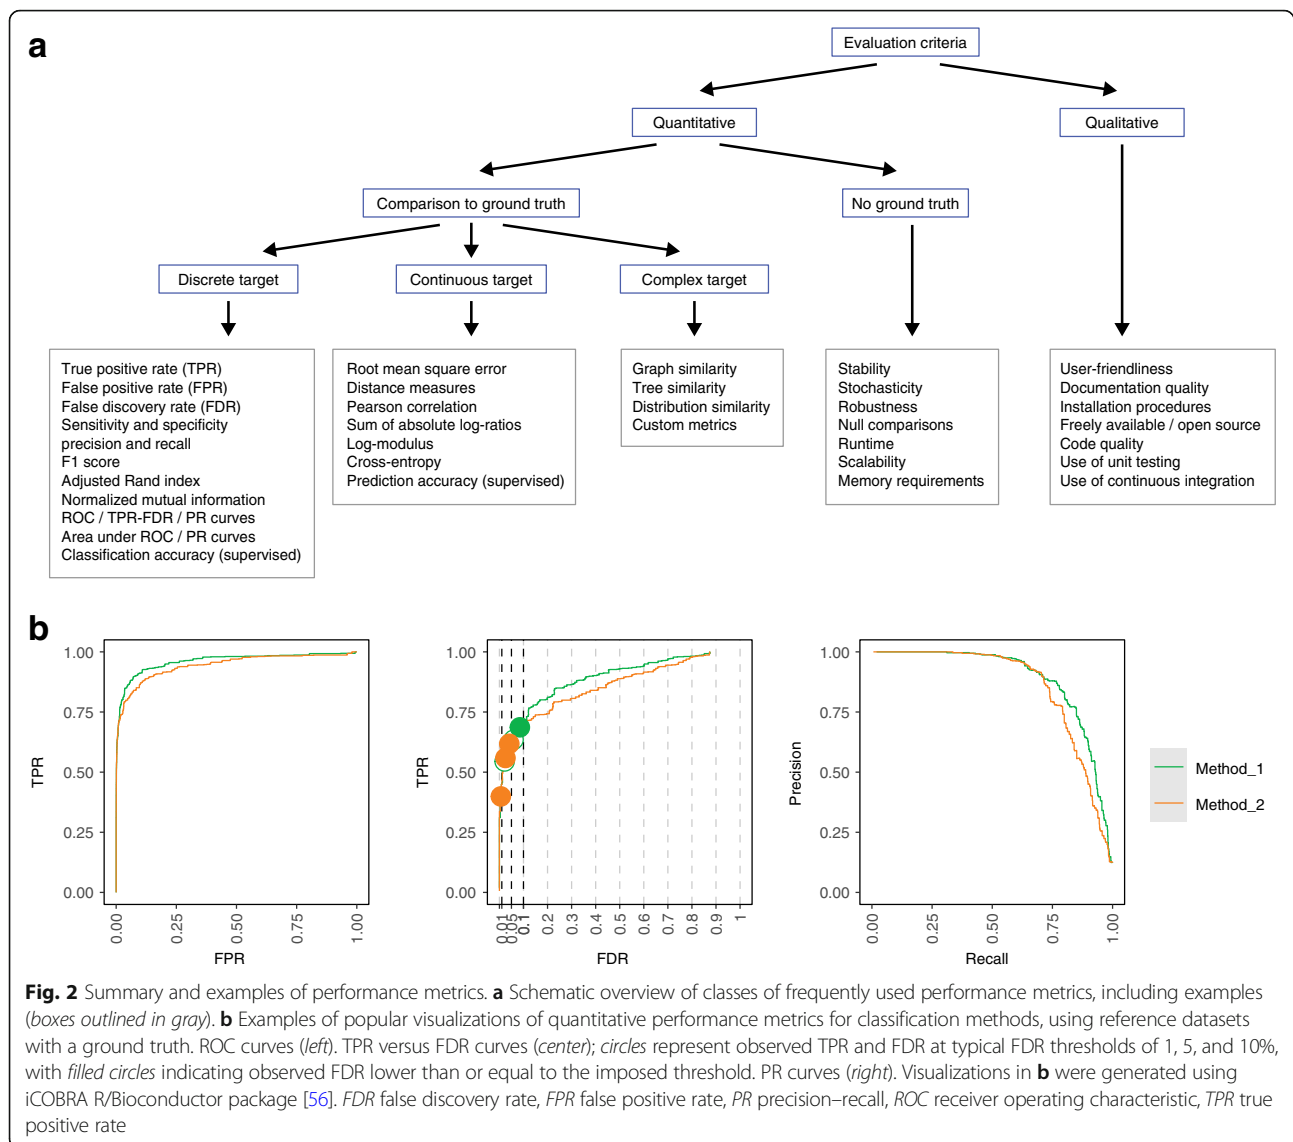 a
Evaluation criteria
Quantitative
Qualitative
Comparison to ground truth
No ground truth
Discrete target
Continuous target
Complex target
True positive rate (TPR)
False positive rate (FPR)
False discovery rate (FDR)
Sensitivity and specificity
precision and recall
F1 score
Adjusted Rand index
Normalized mutual information
ROC / TPR-FDR / PR curves
Area under ROC / PR curves
Classification accuracy (supervised)
Root mean square error
Distance measures
Pearson correlation
Sum of absolute log-ratios
Log-modulus
Cross-entropy
Prediction accuracy (supervised)
Graph similarity
Tree similarity
Distribution similarity
Custom metrics
Stability
Stochasticity
Robustness
Null comparisons
Runtime
Scalability
Memory requirements
User-friendliness
Documentation quality
Installation procedures
Freely available / open source
Code quality
Use of unit testing
Use of continuous integration
b
TPR
1.00
0.75
0.50
0.25
0.00
0.00
0.25
0.50
0.75
1.00
FPR
TPR
1.00
0.75
0.50
0.25
0.00
0.01
0.05
0.1
0.2
0.3
0.4
0.5
0.6
0.7
0.8
0.9
1
FDR
Precision
1.00
0.75
0.50
0.25
0.00
0.00
0.25
0.50
0.75
1.00
Recall
Method_1
Method_2
Fig. 2 Summary and examples of performance metrics. a Schematic overview of classes of frequently used performance metrics, including examples
(boxes outlined in gray). b Examples of popular visualizations of quantitative performance metrics for classification methods, using reference datasets
with a ground truth. ROC curves (left). TPR versus FDR curves (center); circles represent observed TPR and FDR at typical FDR thresholds of 1, 5, and 10%,
with filled circles indicating observed FDR lower than or equal to the imposed threshold. PR curves (right). Visualizations in b were generated using
iCOBRA R/Bioconductor package [56]. FDR false discovery rate, FPR false positive rate, PR precision–recall, ROC receiver operating characteristic, TPR true
positive rate